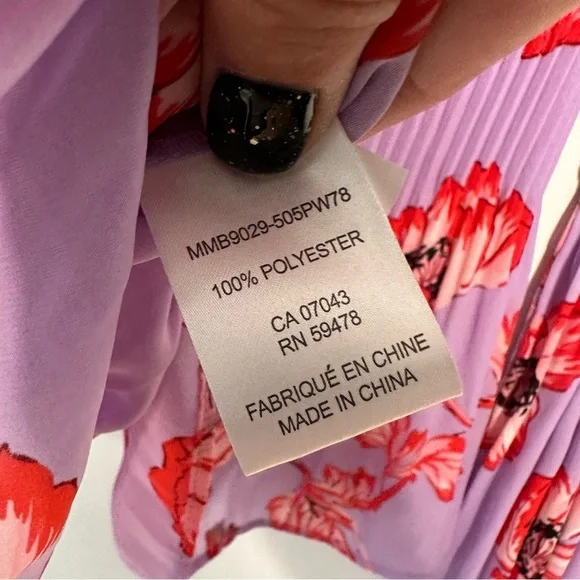 MMB9029-505PW78
100% POLYESTER
CA 07043
RN 59478
FABRIQUÉ EN CHINE
MADE IN CHINA